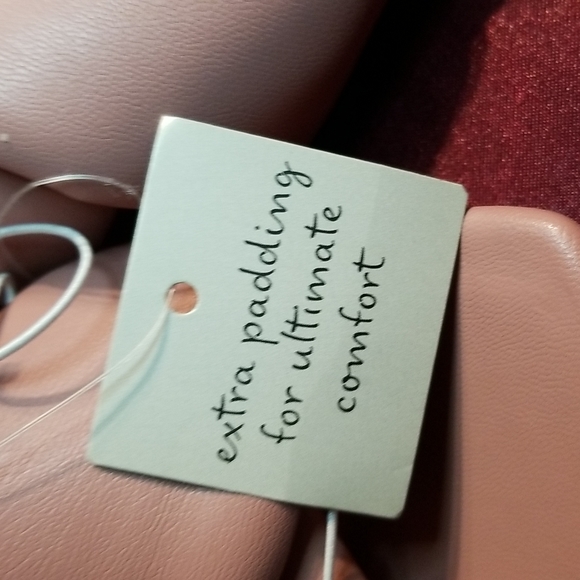 extra padding
for ultimate
comfort